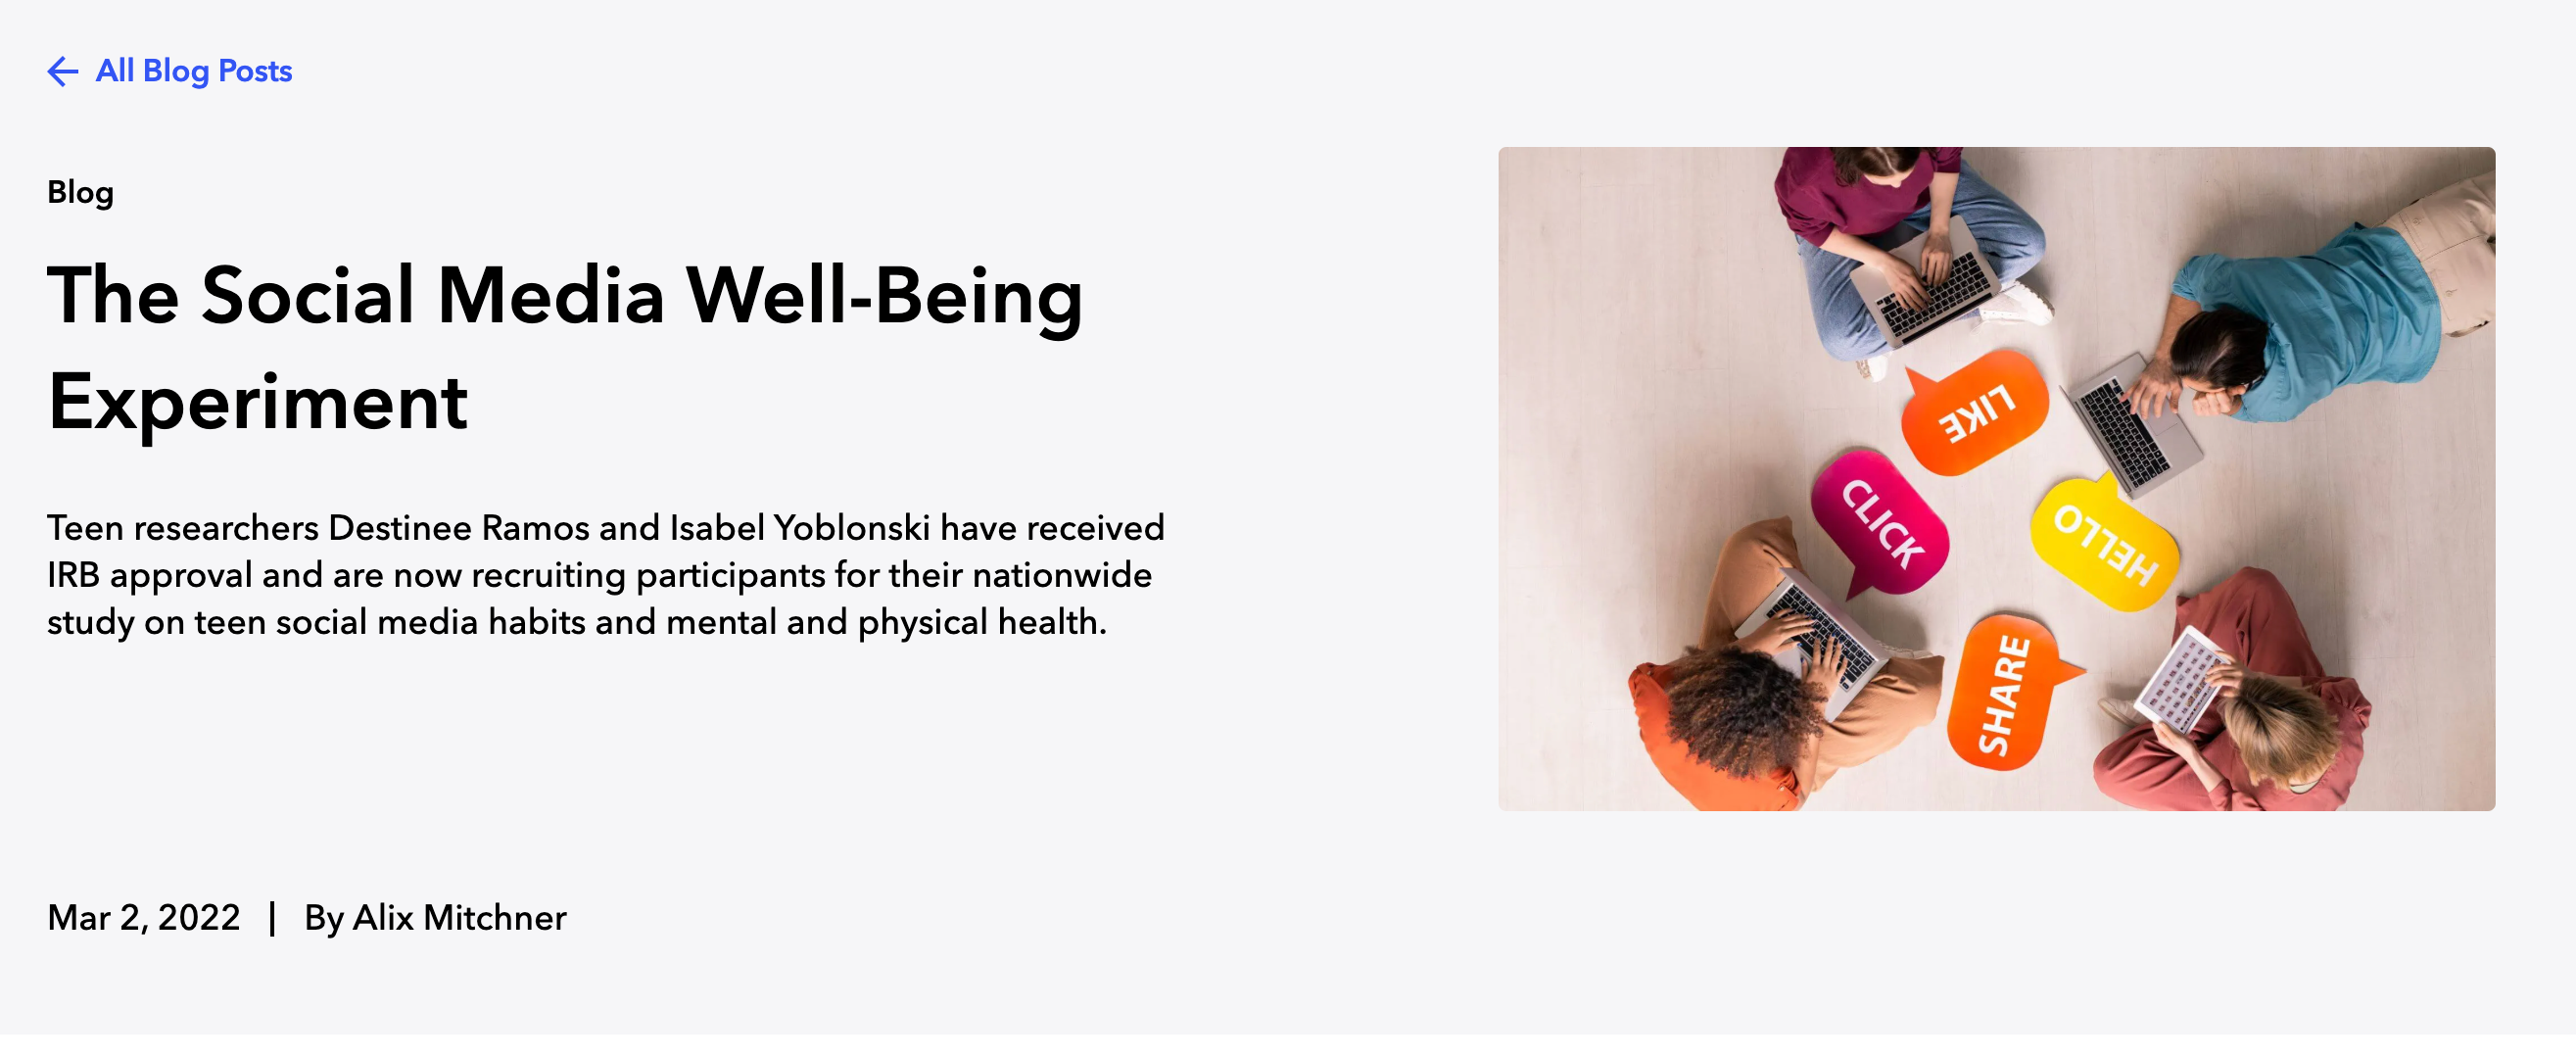 All Blog Posts
Blog
The Social Media Well-Being
Experiment
Teen researchers Destinee Ramos and Isabel Yoblonski have received
IRB approval and are now recruiting participants for their nationwide
study on teen social media habits and mental and physical health.
Mar 2, 2022 | By Alix Mitchner
LIKE
CLICK
HELLO
SHARE